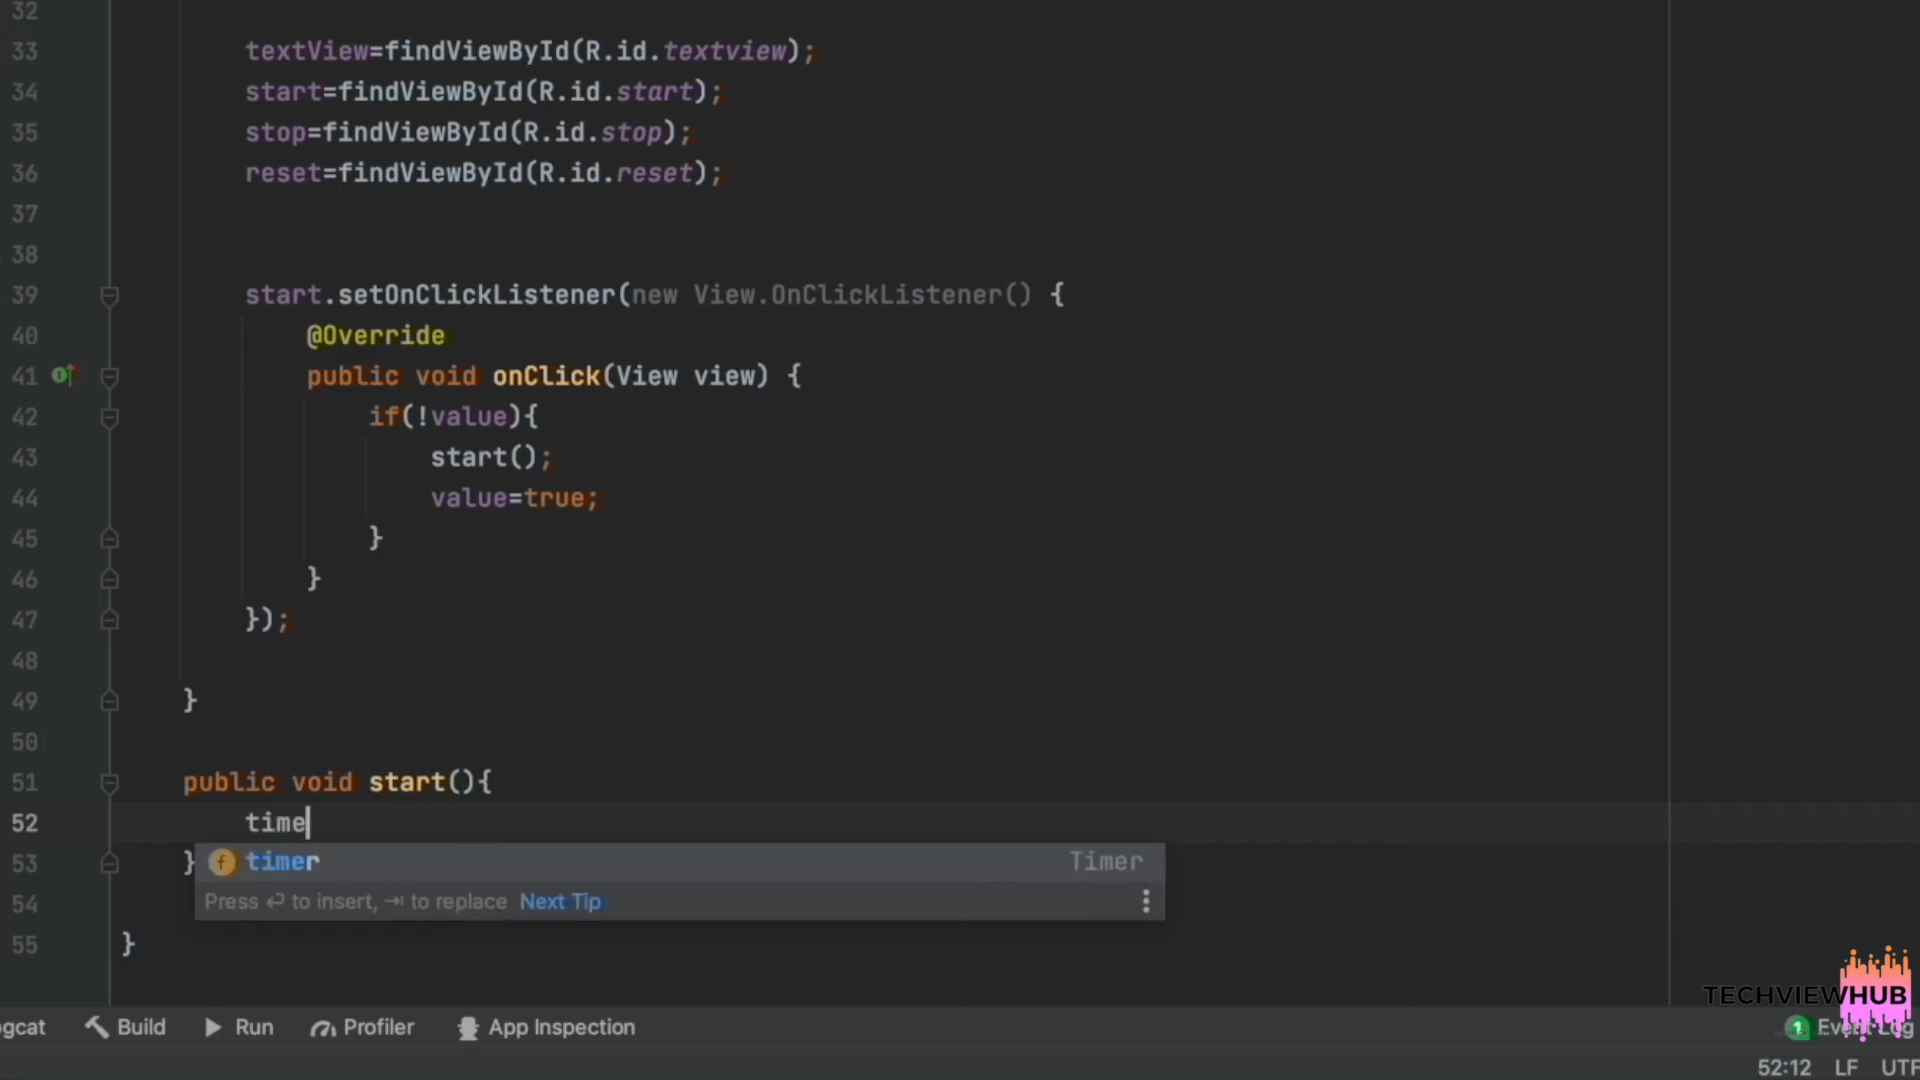 32
33 textView=findViewById(R.id.textview);
34 start=findViewById(R.id.start);
35 stop=findViewById(R.id.stop);
36 reset=findViewById(R.id.reset);
37
38
39 start.setOnClickListener(new View.OnClickListener() {
40 @Override
41 public void onClick(View view) {
42 if(!value){
43 start();
44 value=true;
45 }
46 }
47 });
48
49 }
50
51 public void start(){
52 time
53 } f timer Timer
Press ⏎ to insert, ⇥ to replace Next Tip
54
55 }
TECHVIEWHUB
gcat Build Run Profiler App Inspection 1 Event Log
52:12 LF UTF